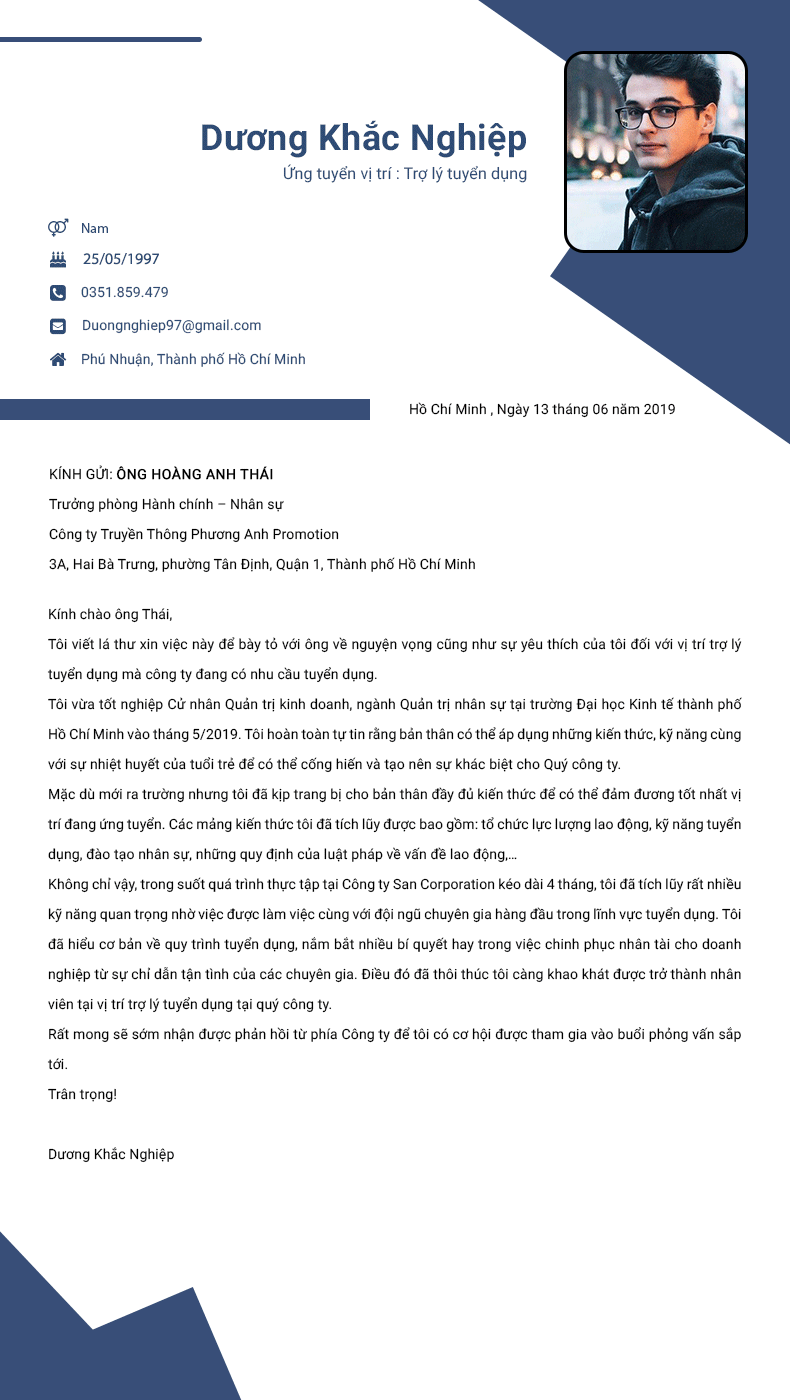 Dương Khắc Nghiệp
Ứng tuyển vị trí : Trợ lý tuyển dụng
Nam
25/05/1997
0351.859.479
Duongnghiep97@gmail.com
Phú Nhuận, Thành phố Hồ Chí Minh
Hồ Chí Minh , Ngày 13 tháng 06 năm 2019
KÍNH GỬI: ÔNG HOÀNG ANH THÁI
Trưởng phòng Hành chính – Nhân sự
Công ty Truyền Thông Phương Anh Promotion
3A, Hai Bà Trưng, phường Tân Định, Quận 1, Thành phố Hồ Chí Minh
Kính chào ông Thái,
Tôi viết lá thư xin việc này để bày tỏ với ông về nguyện vọng cũng như sự yêu thích của tôi đối với vị trí trợ lý
tuyển dụng mà công ty đang có nhu cầu tuyển dụng.
Tôi vừa tốt nghiệp Cử nhân Quản trị kinh doanh, ngành Quản trị nhân sự tại trường Đại học Kinh tế thành phố
Hồ Chí Minh vào tháng 5/2019. Tôi hoàn toàn tự tin rằng bản thân có thể áp dụng những kiến thức, kỹ năng cùng
với sự nhiệt huyết của tuổi trẻ để có thể cống hiến và tạo nên sự khác biệt cho Quý công ty.
Mặc dù mới ra trường nhưng tôi đã kịp trang bị cho bản thân đầy đủ kiến thức để có thể đảm đương tốt nhất vị
trí đang ứng tuyển. Các mảng kiến thức tôi đã tích lũy được bao gồm: tổ chức lực lượng lao động, kỹ năng tuyển
dụng, đào tạo nhân sự, những quy định của luật pháp về vấn đề lao động,…
Không chỉ vậy, trong suốt quá trình thực tập tại Công ty San Corporation kéo dài 4 tháng, tôi đã tích lũy rất nhiều
kỹ năng quan trọng nhờ việc được làm việc cùng với đội ngũ chuyên gia hàng đầu trong lĩnh vực tuyển dụng. Tôi
đã hiểu cơ bản về quy trình tuyển dụng, nắm bắt nhiều bí quyết hay trong việc chinh phục nhân tài cho doanh
nghiệp từ sự chỉ dẫn tận tình của các chuyên gia. Điều đó đã thôi thúc tôi càng khao khát được trở thành nhân
viên tại vị trí trợ lý tuyển dụng tại quý công ty.
Rất mong sẽ sớm nhận được phản hồi từ phía Công ty để tôi có cơ hội được tham gia vào buổi phỏng vấn sắp
tới.
Trân trọng!
Dương Khắc Nghiệp